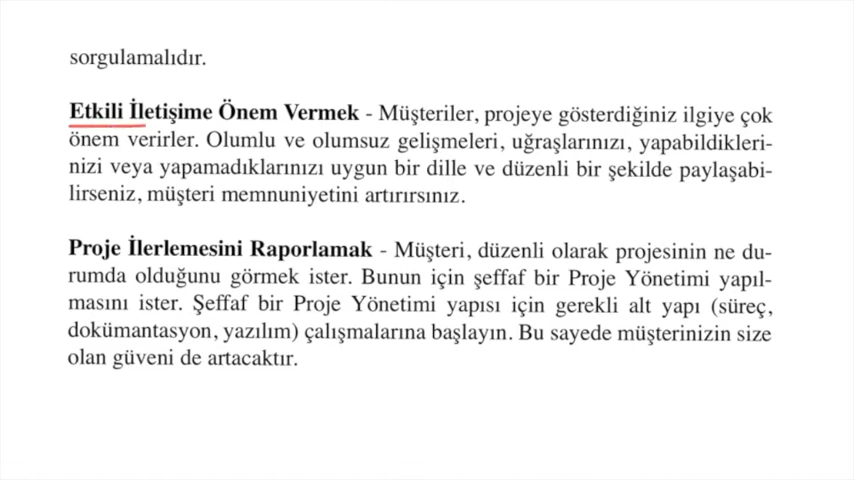 sorgulamalıdır.
Etkili İletişime Önem Vermek - Müşteriler, projeye gösterdiğiniz ilgiye çok
önem verirler. Olumlu ve olumsuz gelişmeleri, uğraşlarınızı, yapabildikleri-
nizi veya yapamadıklarınızı uygun bir dille ve düzenli bir şekilde paylaşabi-
lirseniz, müşteri memnuniyetini artırırsınız.
Proje İlerlemesini Raporlamak - Müşteri, düzenli olarak projesinin ne du-
rumda olduğunu görmek ister. Bunun için şeffaf bir Proje Yönetimi yapıl-
masını ister. Şeffaf bir Proje Yönetimi yapısı için gerekli alt yapı (süreç,
dokümantasyon, yazılım) çalışmalarına başlayın. Bu sayede müşterinizin size
olan güveni de artacaktır.